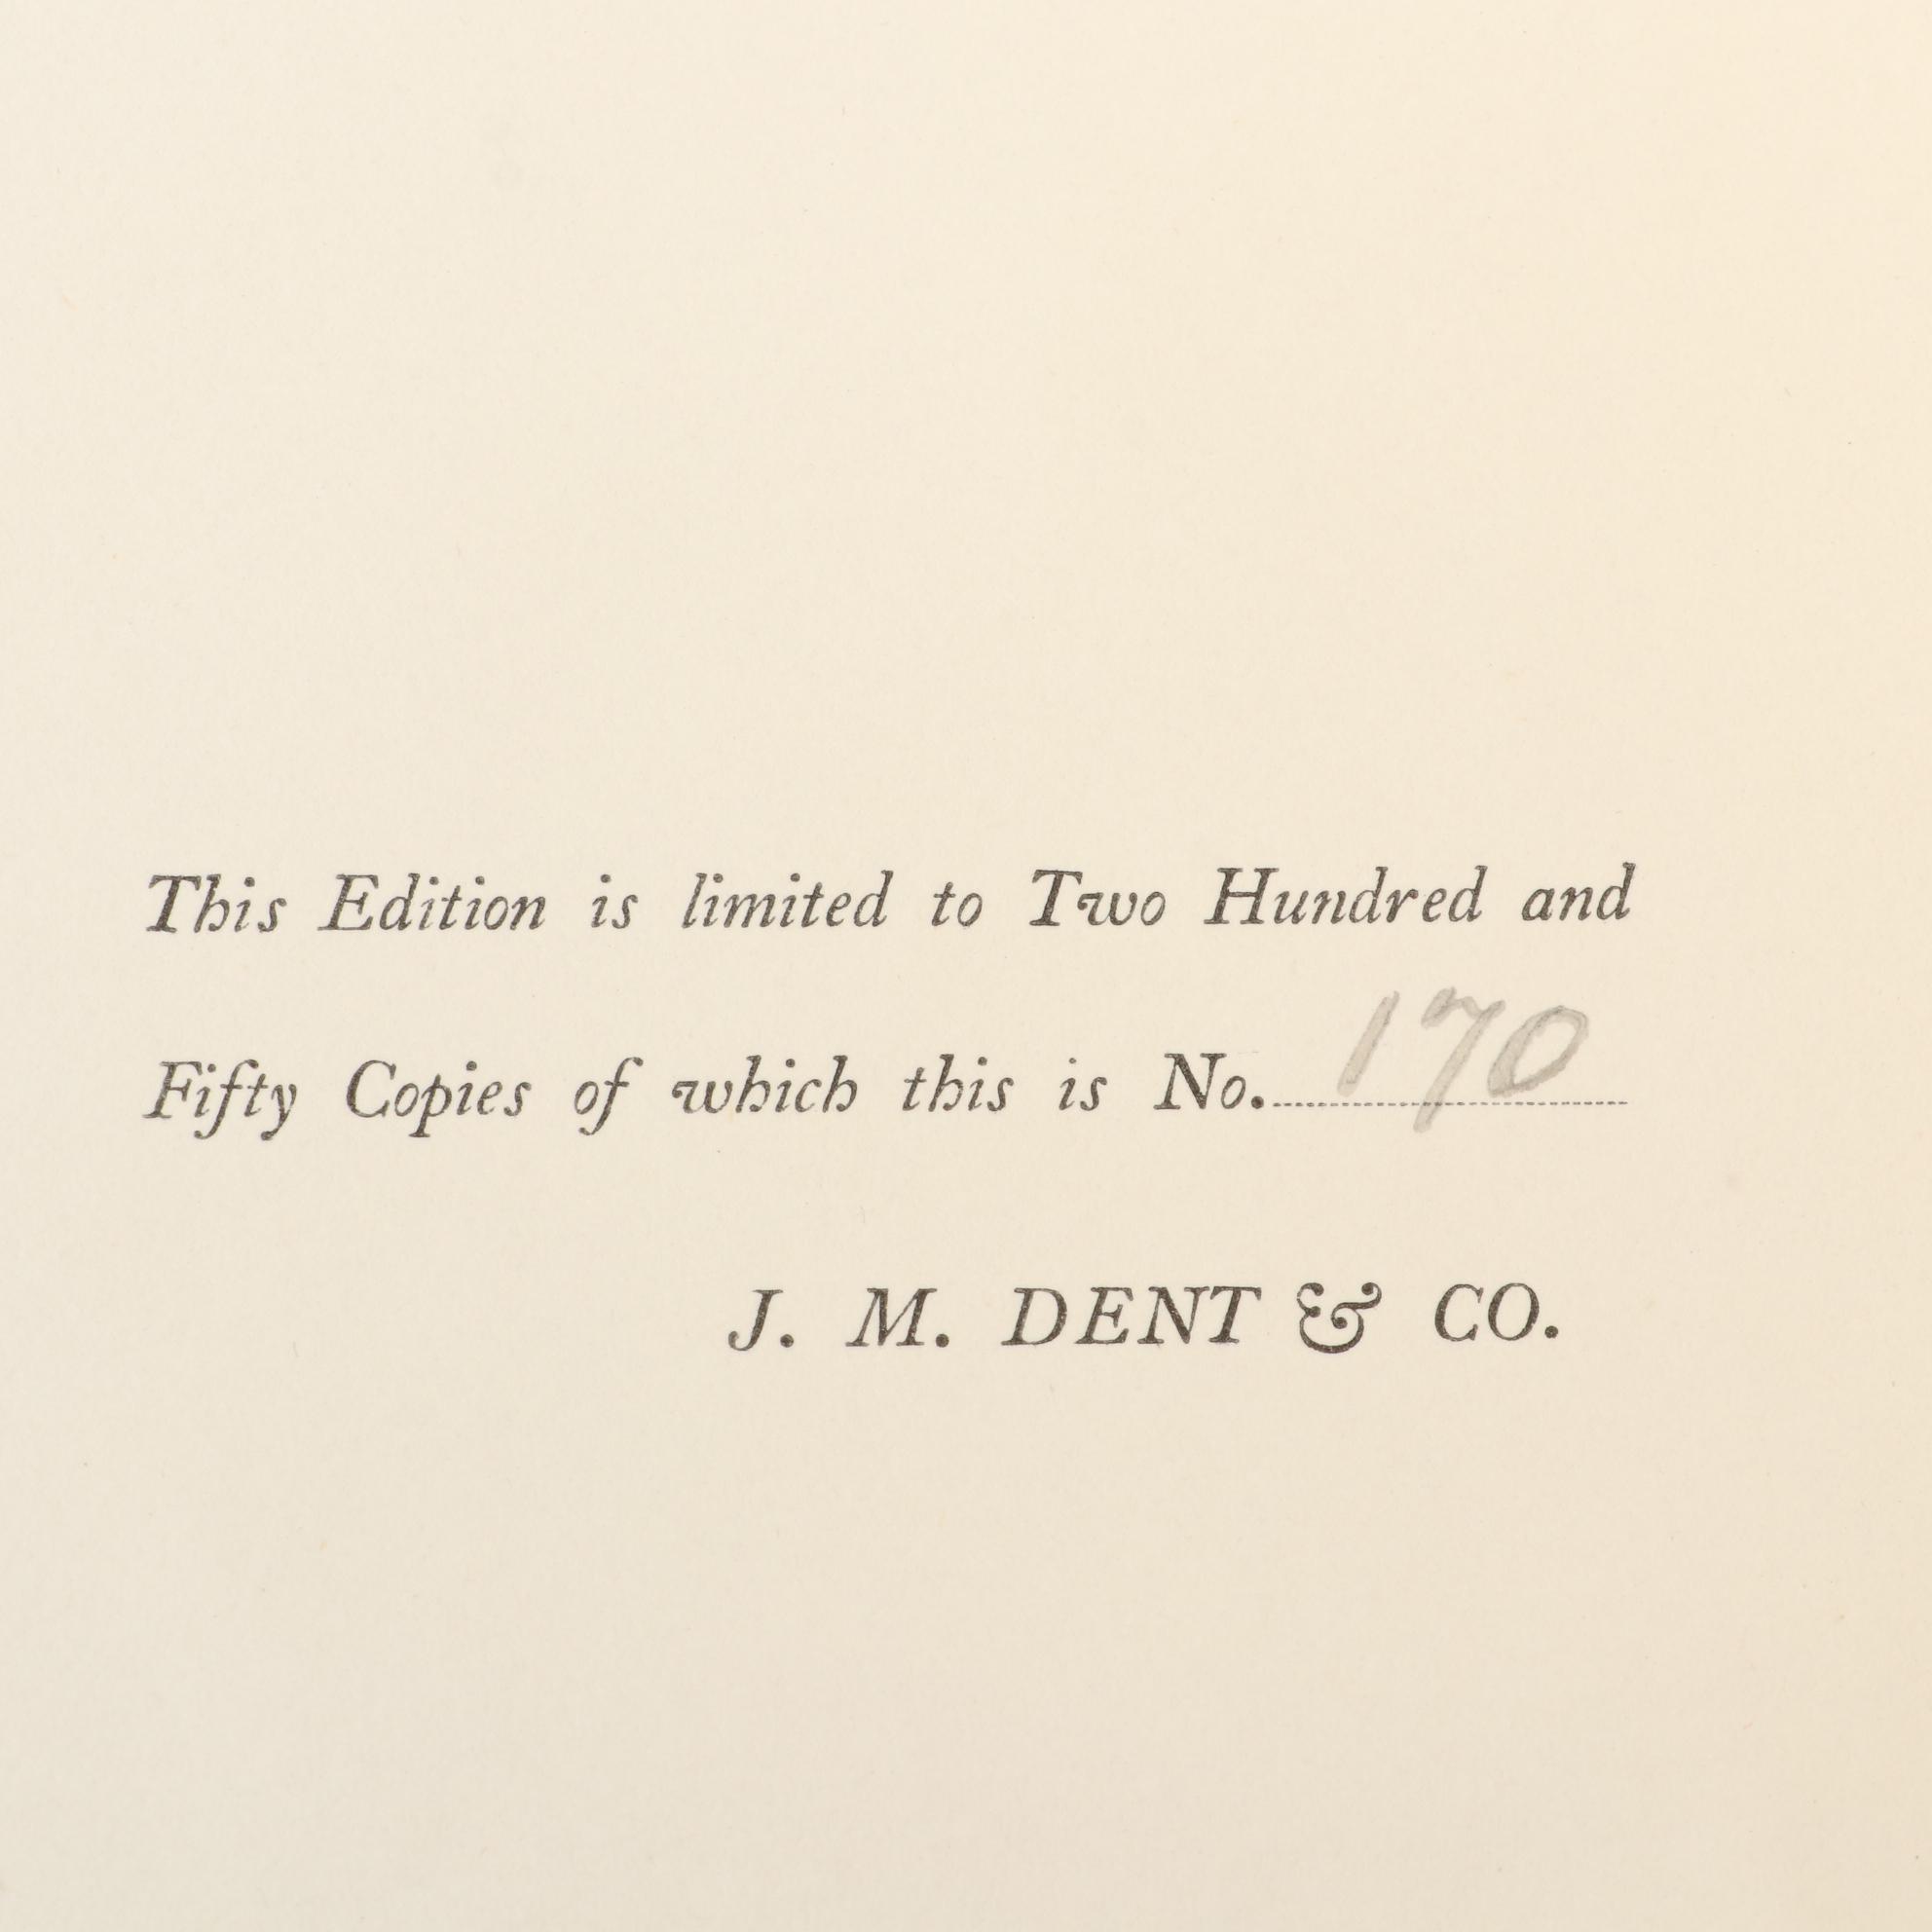 This Edition is limited to Two Hundred and
Fifty Copies of which this is No. 170
J. M. DENT & CO.